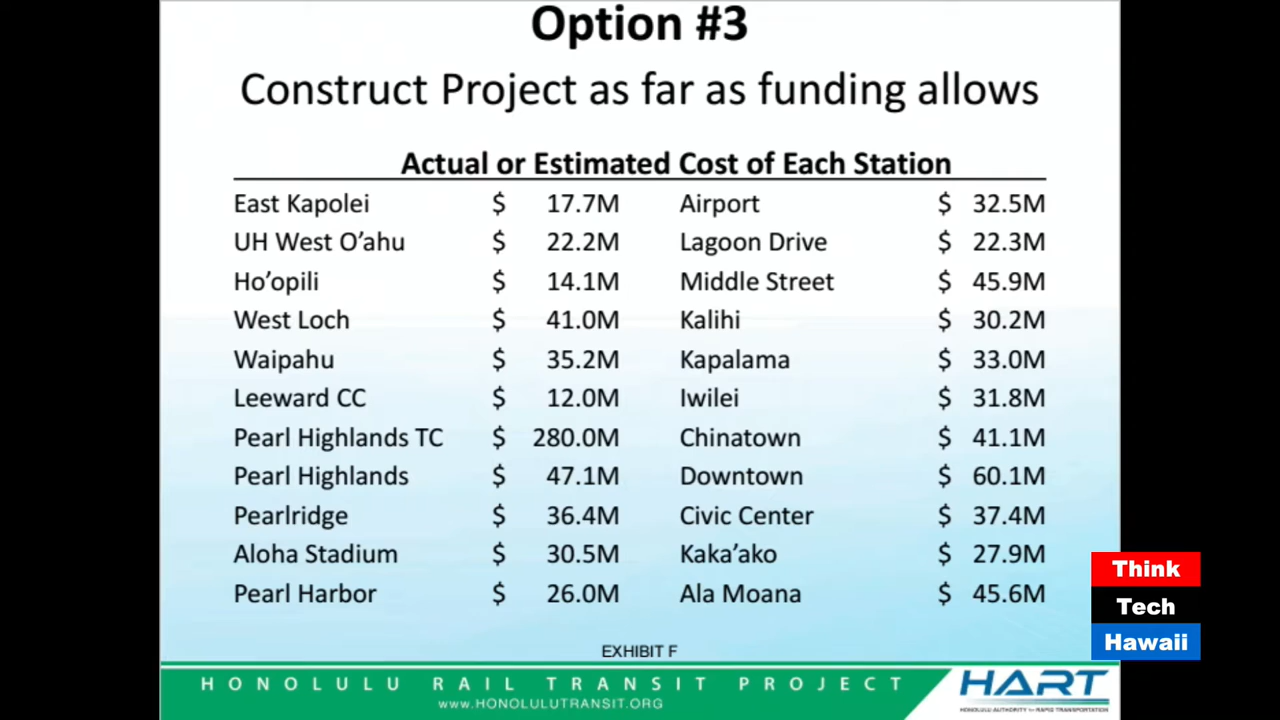 Option #3
Construct Project as far as funding allows
Actual or Estimated Cost of Each Station
East Kapolei $ 17.7M Airport $ 32.5M
UH West O’ahu $ 22.2M Lagoon Drive $ 22.3M
Ho’opili $ 14.1M Middle Street $ 45.9M
West Loch $ 41.0M Kalihi $ 30.2M
Waipahu $ 35.2M Kapalama $ 33.0M
Leeward CC $ 12.0M Iwilei $ 31.8M
Pearl Highlands TC $ 280.0M Chinatown $ 41.1M
Pearl Highlands $ 47.1M Downtown $ 60.1M
Pearlridge $ 36.4M Civic Center $ 37.4M
Aloha Stadium $ 30.5M Kaka’ako $ 27.9M
Pearl Harbor $ 26.0M Ala Moana $ 45.6M
Think
Tech
Hawaii
EXHIBIT F
HONOLULU RAIL TRANSIT PROJECT
www.HONOLULUTRANSIT.ORG
HART
HONOLULU AUTHORITY for RAPID TRANSPORTATION